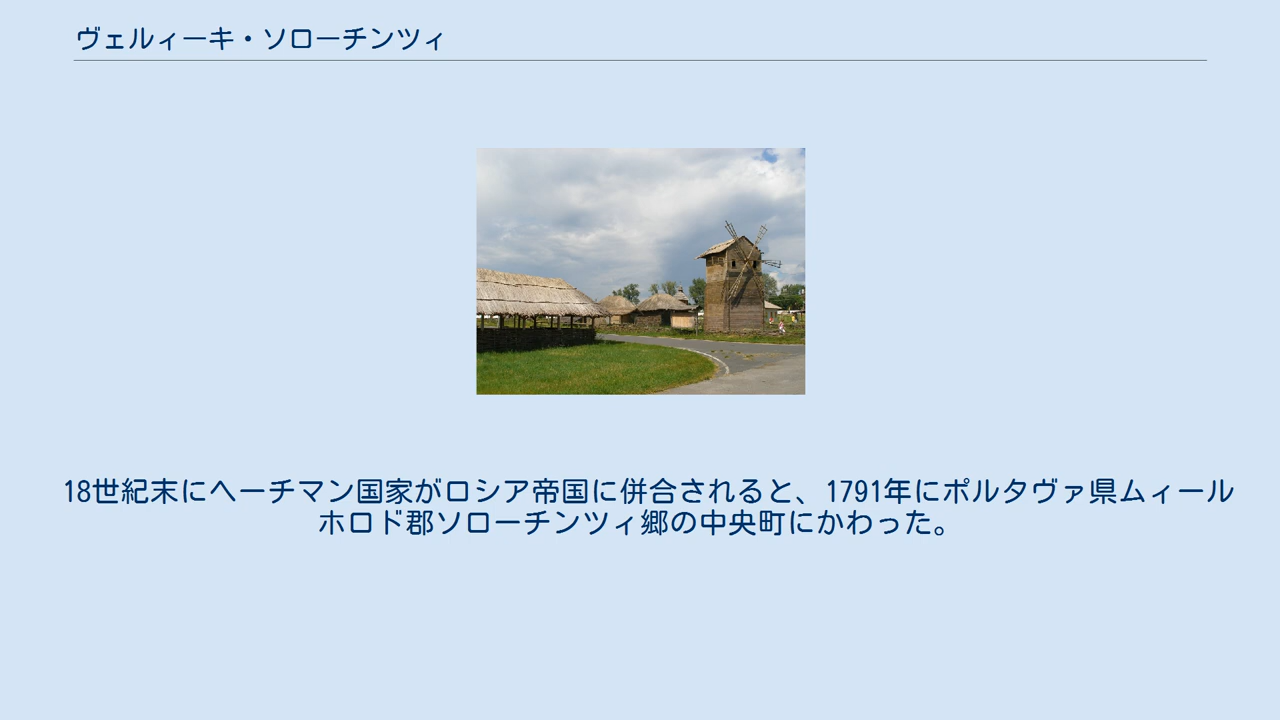 ヴェルィーキ・ソローチンツィ
18世紀末にヘーチマン国家がロシア帝国に併合されると、1791年にポルタヴァ県ムィール
ホロド郡ソローチンツィ郷の中央町にかわった。